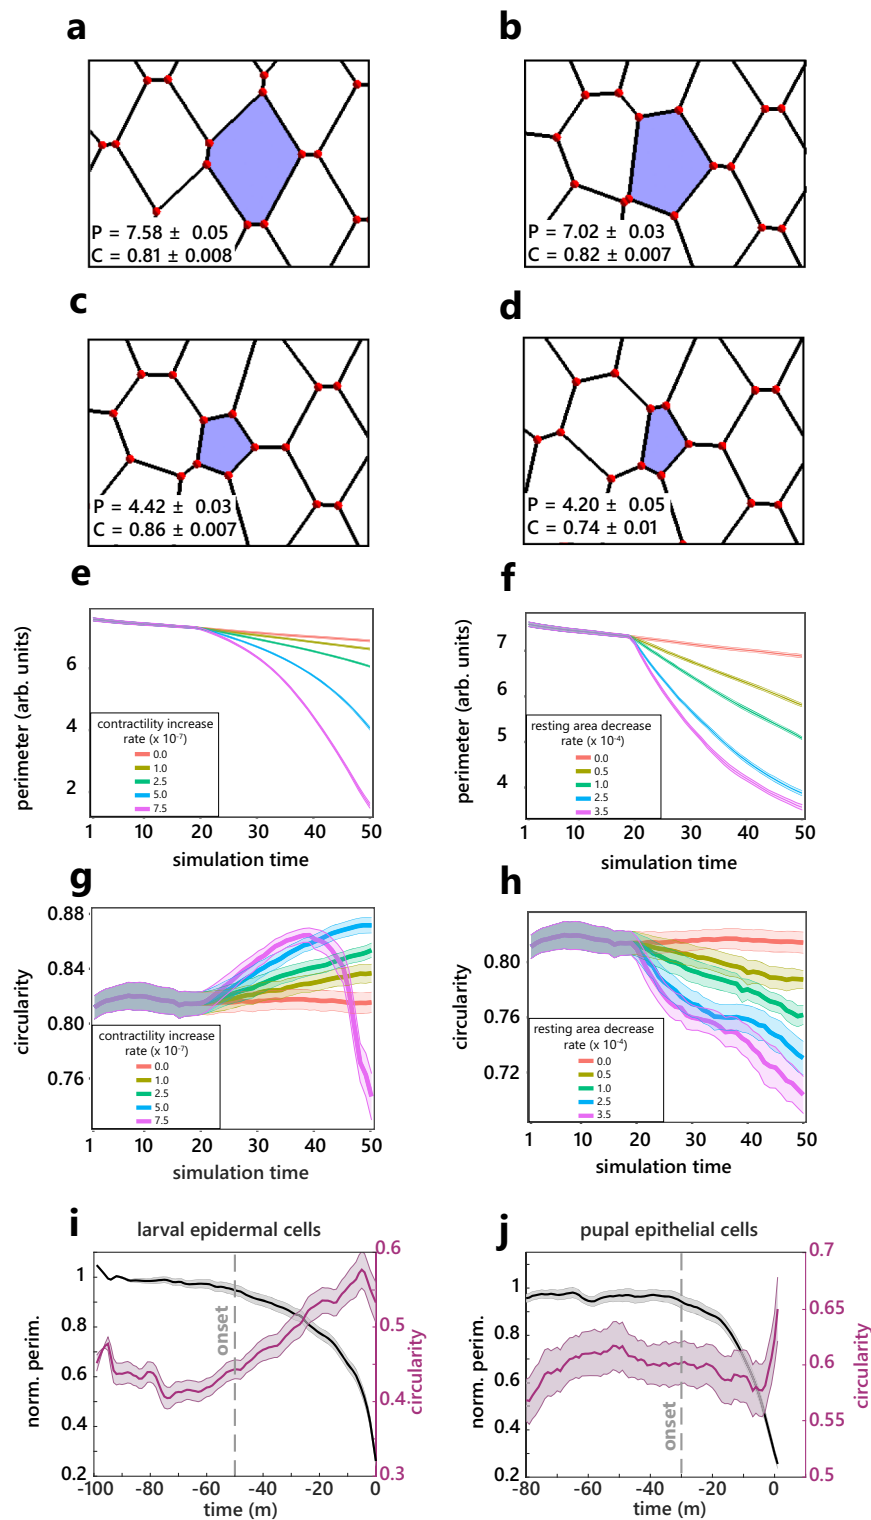 a
P = 7.58 ± 0.05
C = 0.81 ± 0.008
b
P = 7.02 ± 0.03
C = 0.82 ± 0.007
c
P = 4.42 ± 0.03
C = 0.86 ± 0.007
d
P = 4.20 ± 0.05
C = 0.74 ± 0.01
e
perimeter (arb. units)
6
4
2
contractility increase
rate (x 10⁻⁷)
0.0
1.0
2.5
5.0
7.5
1 10 20 30 40 50
simulation time
f
perimeter (arb. units)
7
6
5
4
resting area decrease
rate (x 10⁻⁴)
0.0
0.5
1.0
2.5
3.5
1 10 20 30 40 50
simulation time
g
circularity
0.88
0.84
0.80
0.76
contractility increase
rate (x 10⁻⁷)
0.0
1.0
2.5
5.0
7.5
1 10 20 30 40 50
simulation time
h
circularity
0.80
0.76
0.72
resting area decrease
rate (x 10⁻⁴)
0.0
0.5
1.0
2.5
3.5
1 10 20 30 40 50
simulation time
i
larval epidermal cells
norm. perim.
1
0.8
0.6
0.4
0.2
onset
0.6
0.5
0.4
0.3
circularity
-100 -80 -60 -40 -20 0
time (m)
j
pupal epithelial cells
norm. perim.
1
0.8
0.6
0.4
0.2
onset
0.7
0.65
0.6
0.55
0.5
circularity
-80 -60 -40 -20 0
time (m)